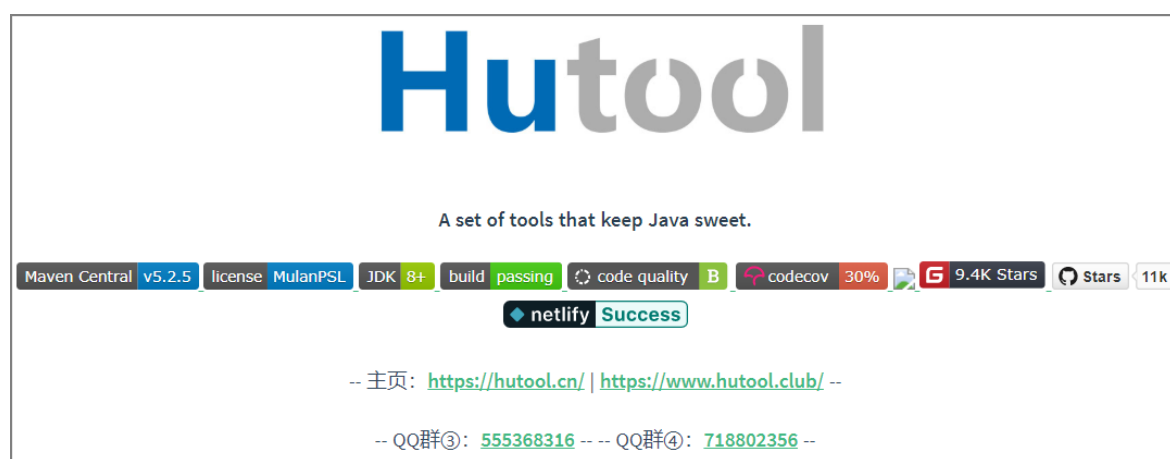 Hutool
A set of tools that keep Java sweet.
Maven Central v5.2.5 license MulanPSL JDK 8+ build passing code quality B codecov 30% G 9.4K Stars Stars 11k
netlify Success
-- 主页：https://hutool.cn/ | https://www.hutool.club/ --
-- QQ群③：555368316 -- -- QQ群④：718802356 --